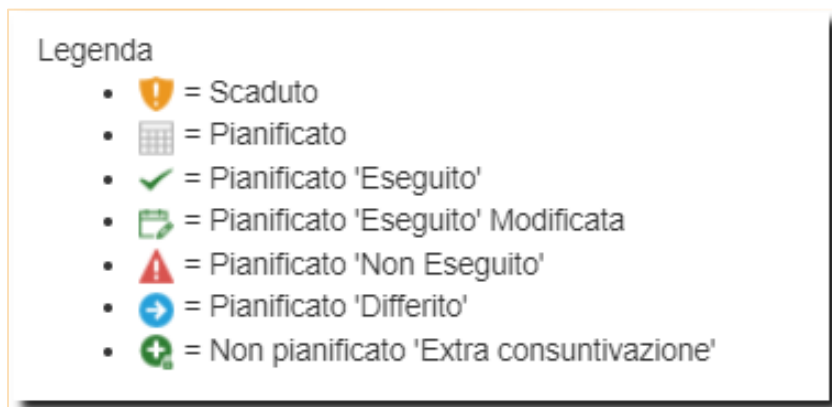 Legenda
= Scaduto
= Pianificato
= Pianificato 'Eseguito'
= Pianificato 'Eseguito' Modificata
= Pianificato 'Non Eseguito'
= Pianificato 'Differito'
= Non pianificato 'Extra consuntivazione'